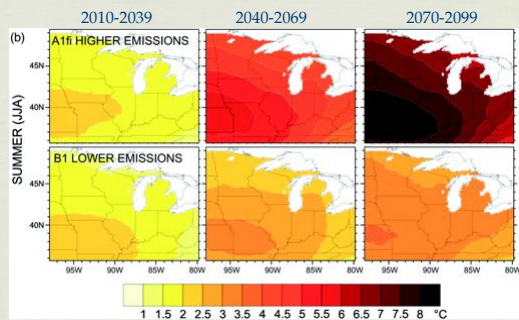 2010-2039 2040-2069 2070-2099
(b)
A1fi HIGHER EMISSIONS
45N
40N
SUMMER (JJA)
B1 LOWER EMISSIONS
45N
40N
95W 90W 85W 80W 95W 90W 85W 80W 95W 90W 85W 80W
1 1.5 2 2.5 3 3.5 4 4.5 5 5.5 6 6.5 7 7.5 8 °C